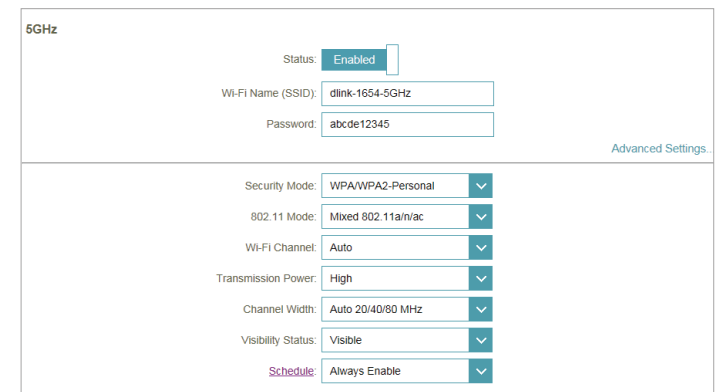 5GHz
Status: Enabled
Wi-Fi Name (SSID): dlink-1654-5GHz
Password: abcde12345
Advanced Settings..
Security Mode: WPA/WPA2-Personal
802.11 Mode: Mixed 802.11a/n/ac
Wi-Fi Channel: Auto
Transmission Power: High
Channel Width: Auto 20/40/80 MHz
Visibility Status: Visible
Schedule: Always Enable